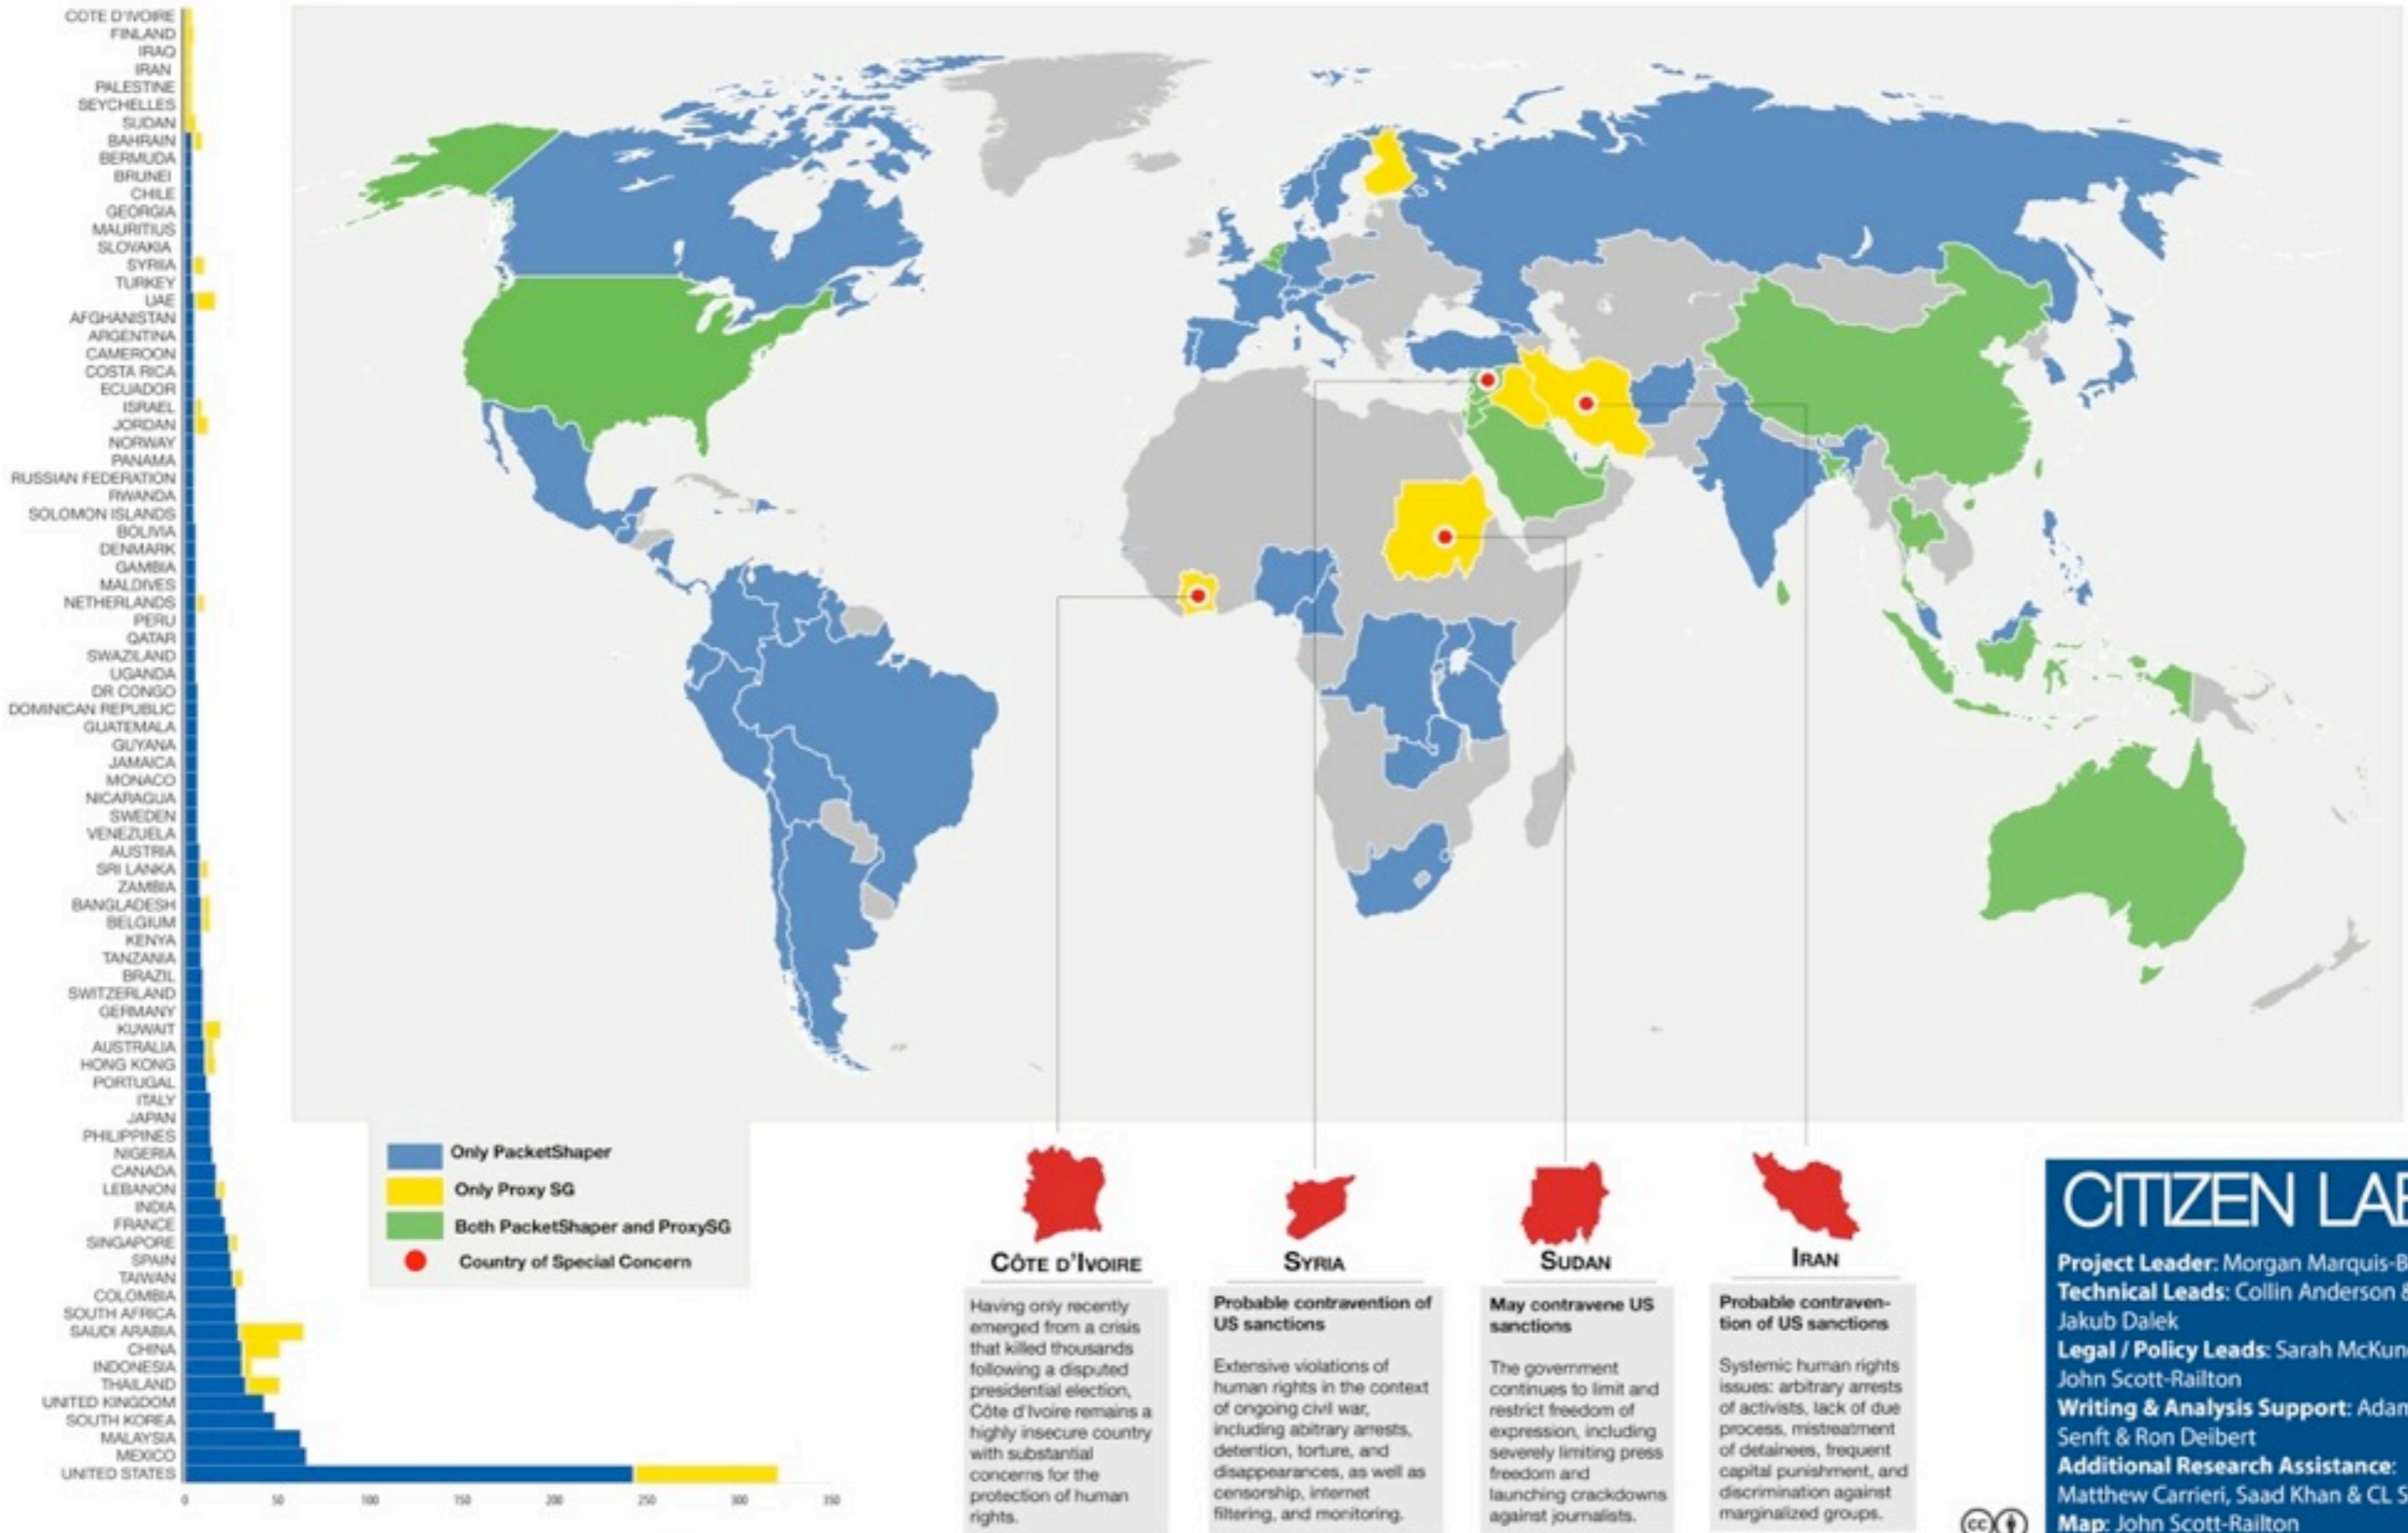 COTE D'IVOIRE
FINLAND
IRAQ
IRAN
PALESTINE
SEYCHELLES
SUDAN
BAHRAIN
BERMUDA
BRUNEI
CHILE
GEORGIA
MAURITIUS
SLOVAKIA
SYRIIA
TURKEY
UAE
AFGHANISTAN
ARGENTINA
CAMEROON
COSTA RICA
ECUADOR
ISRAEL
JORDAN
NORWAY
PANAMA
RUSSIAN FEDERATION
RWANDA
SOLOMON ISLANDS
BOLIVIA
DENMARK
GAMBIA
MALDIVES
NETHERLANDS
PERU
QATAR
SWAZILAND
UGANDA
DR CONGO
DOMINICAN REPUBLIC
GUATEMALA
GUYANA
JAMAICA
MONACO
NICARAGUA
SWEDEN
VENEZUELA
AUSTRIA
SRI LANKA
ZAMBIA
BANGLADESH
BELGIUM
KENYA
TANZANIA
BRAZIL
SWITZERLAND
GERMANY
KUWAIT
AUSTRALIA
HONG KONG
PORTUGAL
ITALY
JAPAN
PHILIPPINES
NIGERIA
CANADA
LEBANON
INDIA
FRANCE
SINGAPORE
SPAIN
TAIWAN
COLOMBIA
SOUTH AFRICA
SAUDI ARABIA
CHINA
INDONESIA
THAILAND
UNITED KINGDOM
SOUTH KOREA
MALAYSIA
MEXICO
UNITED STATES
0 50 100 150 200 250 300 350
Only PacketShaper
Only Proxy SG
Both PacketShaper and ProxySG
Country of Special Concern
CÔTE D'IVOIRE
Having only recently
emerged from a crisis
that killed thousands
following a disputed
presidential election,
Côte d'Ivoire remains a
highly insecure country
with substantial
concerns for the
protection of human
rights.
SYRIA
Probable contravention of
US sanctions
Extensive violations of
human rights in the context
of ongoing civil war,
including abitrary arrests,
detention, torture, and
disappearances, as well as
censorship, internet
filtering, and monitoring.
SUDAN
May contravene US
sanctions
The government
continues to limit and
restrict freedom of
expression, including
severely limiting press
freedom and
launching crackdowns
against journalists.
IRAN
Probable contraven-
tion of US sanctions
Systemic human rights
issues: arbitrary arrests
of activists, lack of due
process, mistreatment
of detainees, frequent
capital punishment, and
discrimination against
marginalized groups.
cc
CITIZEN LAB
Project Leader: Morgan Marquis-B
Technical Leads: Collin Anderson &
Jakub Dalek
Legal / Policy Leads: Sarah McKun
John Scott-Railton
Writing & Analysis Support: Adam
Senft & Ron Deibert
Additional Research Assistance:
Matthew Carrieri, Saad Khan & CL S
Map: John Scott-Railton